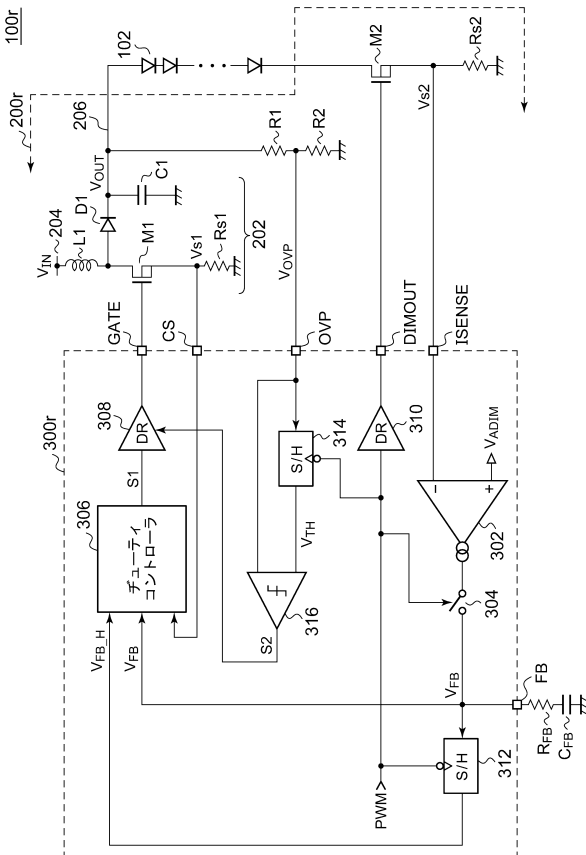 100r
200r
206
102
M2
Rs2
Vs2
R1
R2
VOUT
C1
D1
204
VIN
L1
M1
Vs1
Rs1
202
VOVP
GATE
CS
OVP
DIMOUT
ISENSE
300r
308
DR
314
S/H
310
DR
VADIM
S1
306
デューティ
コントローラ
VTH
−
+
302
316
S2
304
VFB_H
VFB
VFB
FB
RFB
CFB
PWM
S/H
312